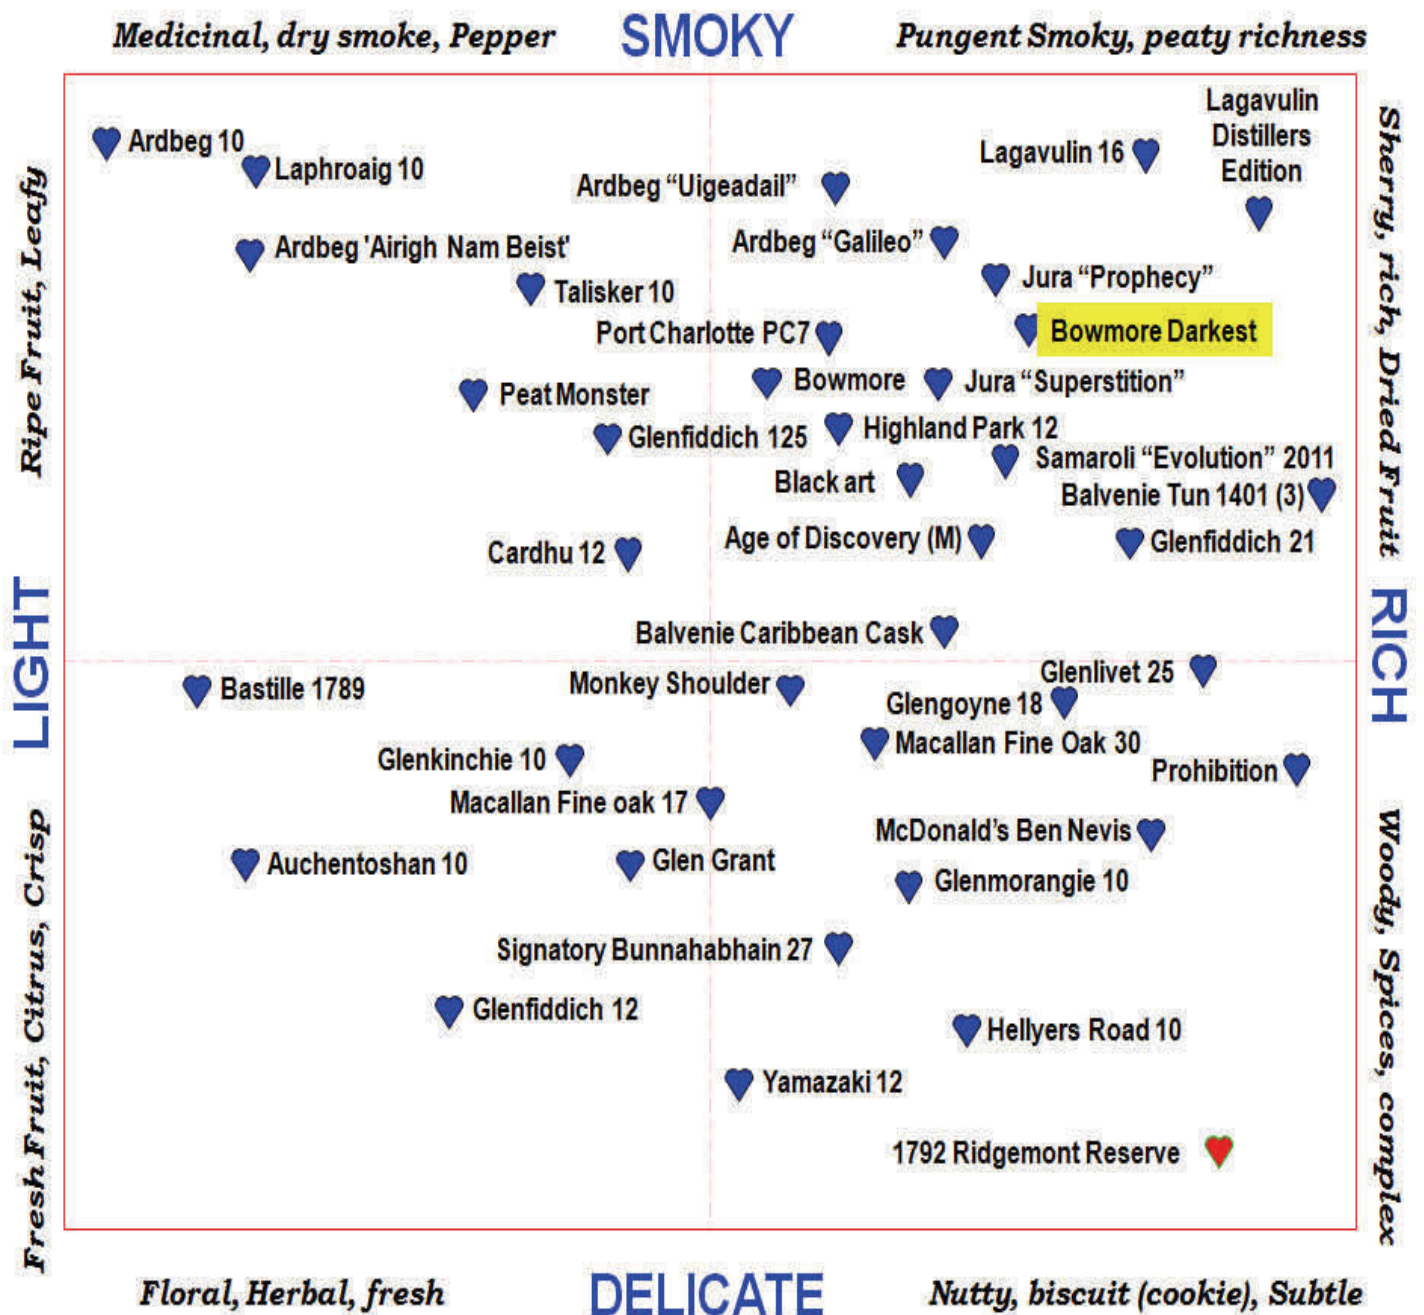 Medicinal, dry smoke, Pepper
SMOKY
Pungent Smoky, peaty richness
Lagavulin
Distillers
Edition
Ardbeg 10
Lagavulin 16
Laphroaig 10
Ardbeg “Uigeadail”
Ardbeg “Galileo”
Ardbeg 'Airigh Nam Beist'
Jura “Prophecy”
Talisker 10
Port Charlotte PC7
Bowmore Darkest
Bowmore
Jura “Superstition”
Peat Monster
Highland Park 12
Glenfiddich 125
Samaroli “Evolution” 2011
Black art
Balvenie Tun 1401 (3)
Age of Discovery (M)
Glenfiddich 21
Cardhu 12
Balvenie Caribbean Cask
Glenlivet 25
Bastille 1789
Monkey Shoulder
Glengoyne 18
Macallan Fine Oak 30
Glenkinchie 10
Prohibition
Macallan Fine oak 17
McDonald’s Ben Nevis
Auchentoshan 10
Glen Grant
Glenmorangie 10
Signatory Bunnahabhain 27
Glenfiddich 12
Hellyers Road 10
Yamazaki 12
1792 Ridgemont Reserve
Ripe Fruit, Leafy
LIGHT
Fresh Fruit, Citrus, Crisp
Sherry, rich, Dried Fruit
RICH
Woody, Spices, complex
Floral, Herbal, fresh
DELICATE
Nutty, biscuit (cookie), Subtle